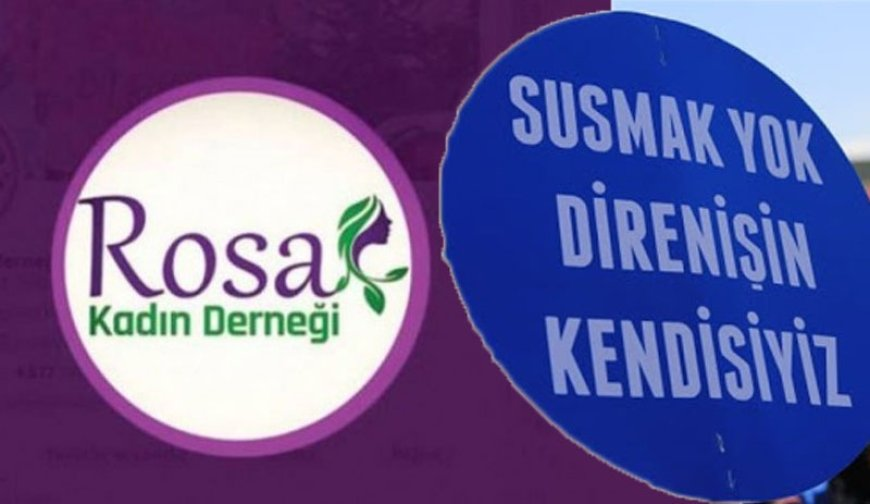 Rosa
Kadın Derneği
SUSMAK YOK
DİRENİŞİN
KENDİSİYİZ